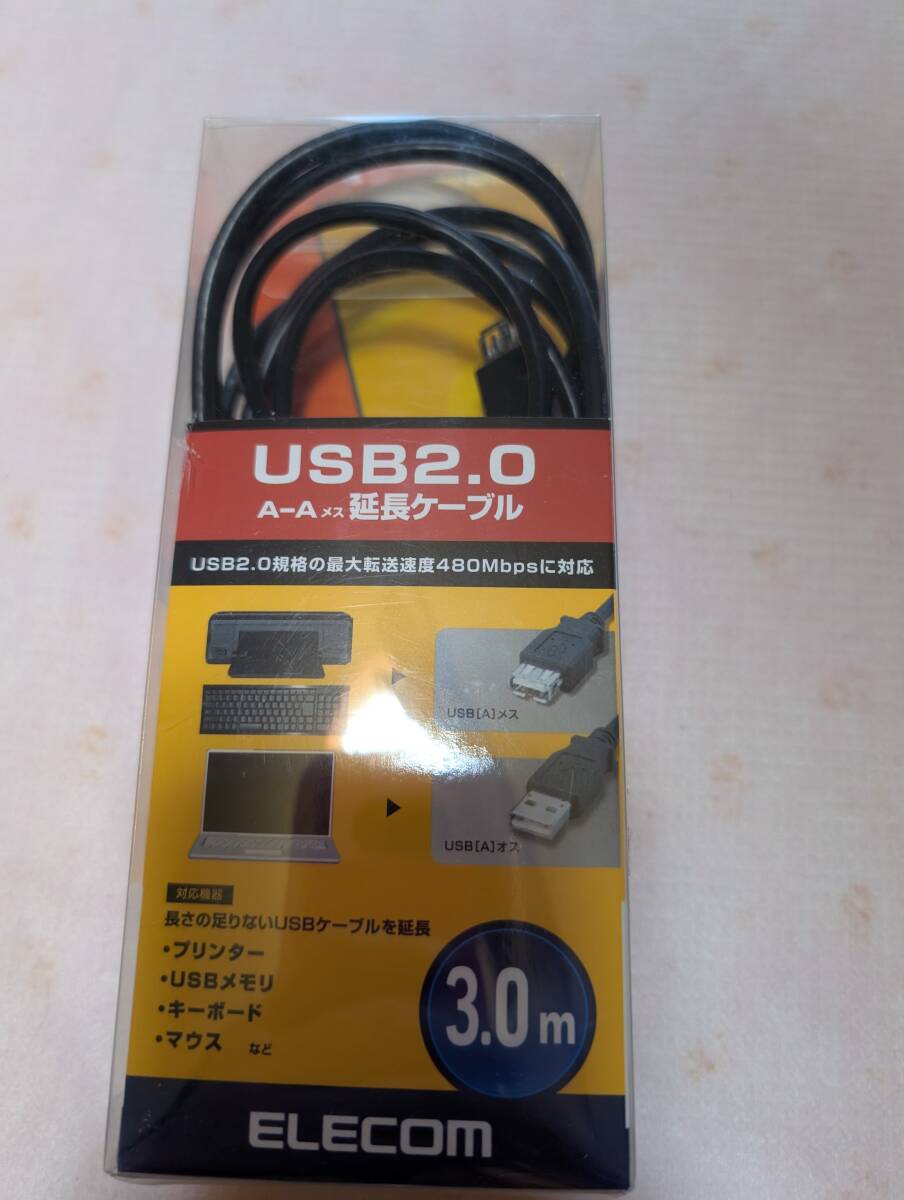 USB2.0
A-Aメス延長ケーブル
USB2.0規格の最大転送速度480Mbpsに対応
USB[A]メス
USB[A]オス
対応機器
長さの足りないUSBケーブルを延長
・プリンター
・USBメモリ
・キーボード
・マウス など
3.0m
ELECOM